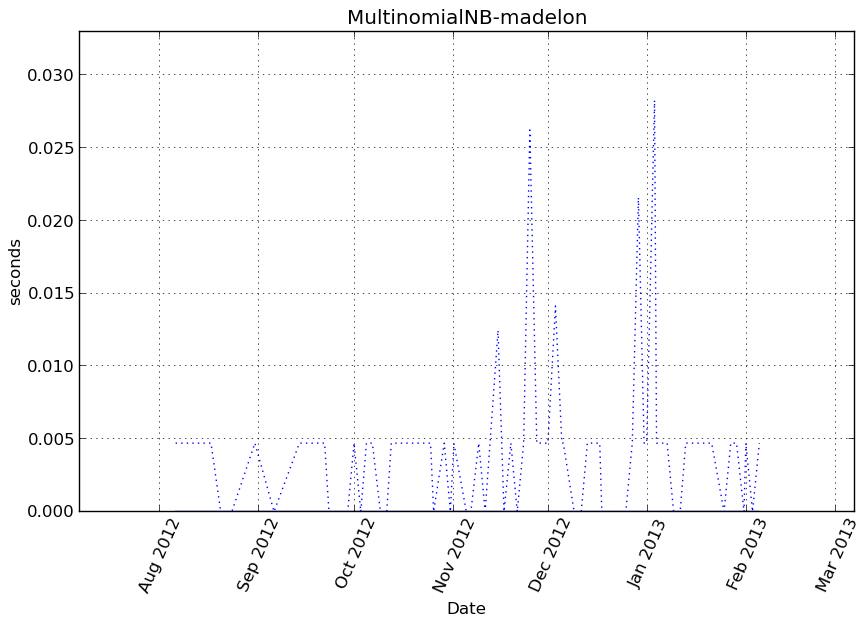 MultinomialNB-madelon
0.030
0.025
0.020
0.015
0.010
0.005
0.000
seconds
Aug 2012
Sep 2012
Oct 2012
Nov 2012
Dec 2012
Jan 2013
Feb 2013
Mar 2013
Date